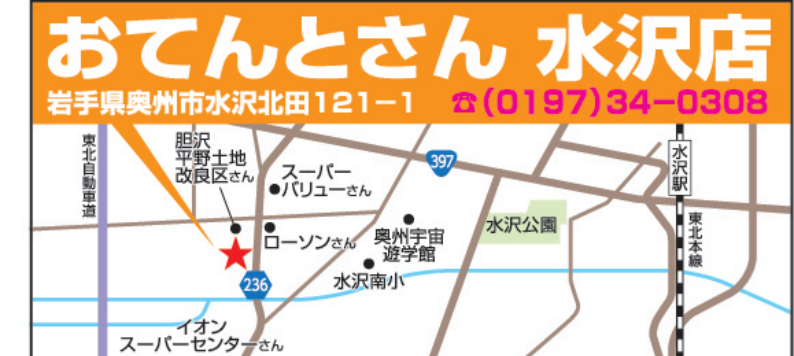 おてんとさん 水沢店
岩手県奥州市水沢北田121−1 ☎(0197)34−0308
東北自動車道
胆沢
平野土地
改良区さん
スーパー
バリューさん
397
水沢駅
ローソンさん
奥州宇宙
遊学館
水沢公園
東北本線
水沢南小
236
イオン
スーパーセンターさん